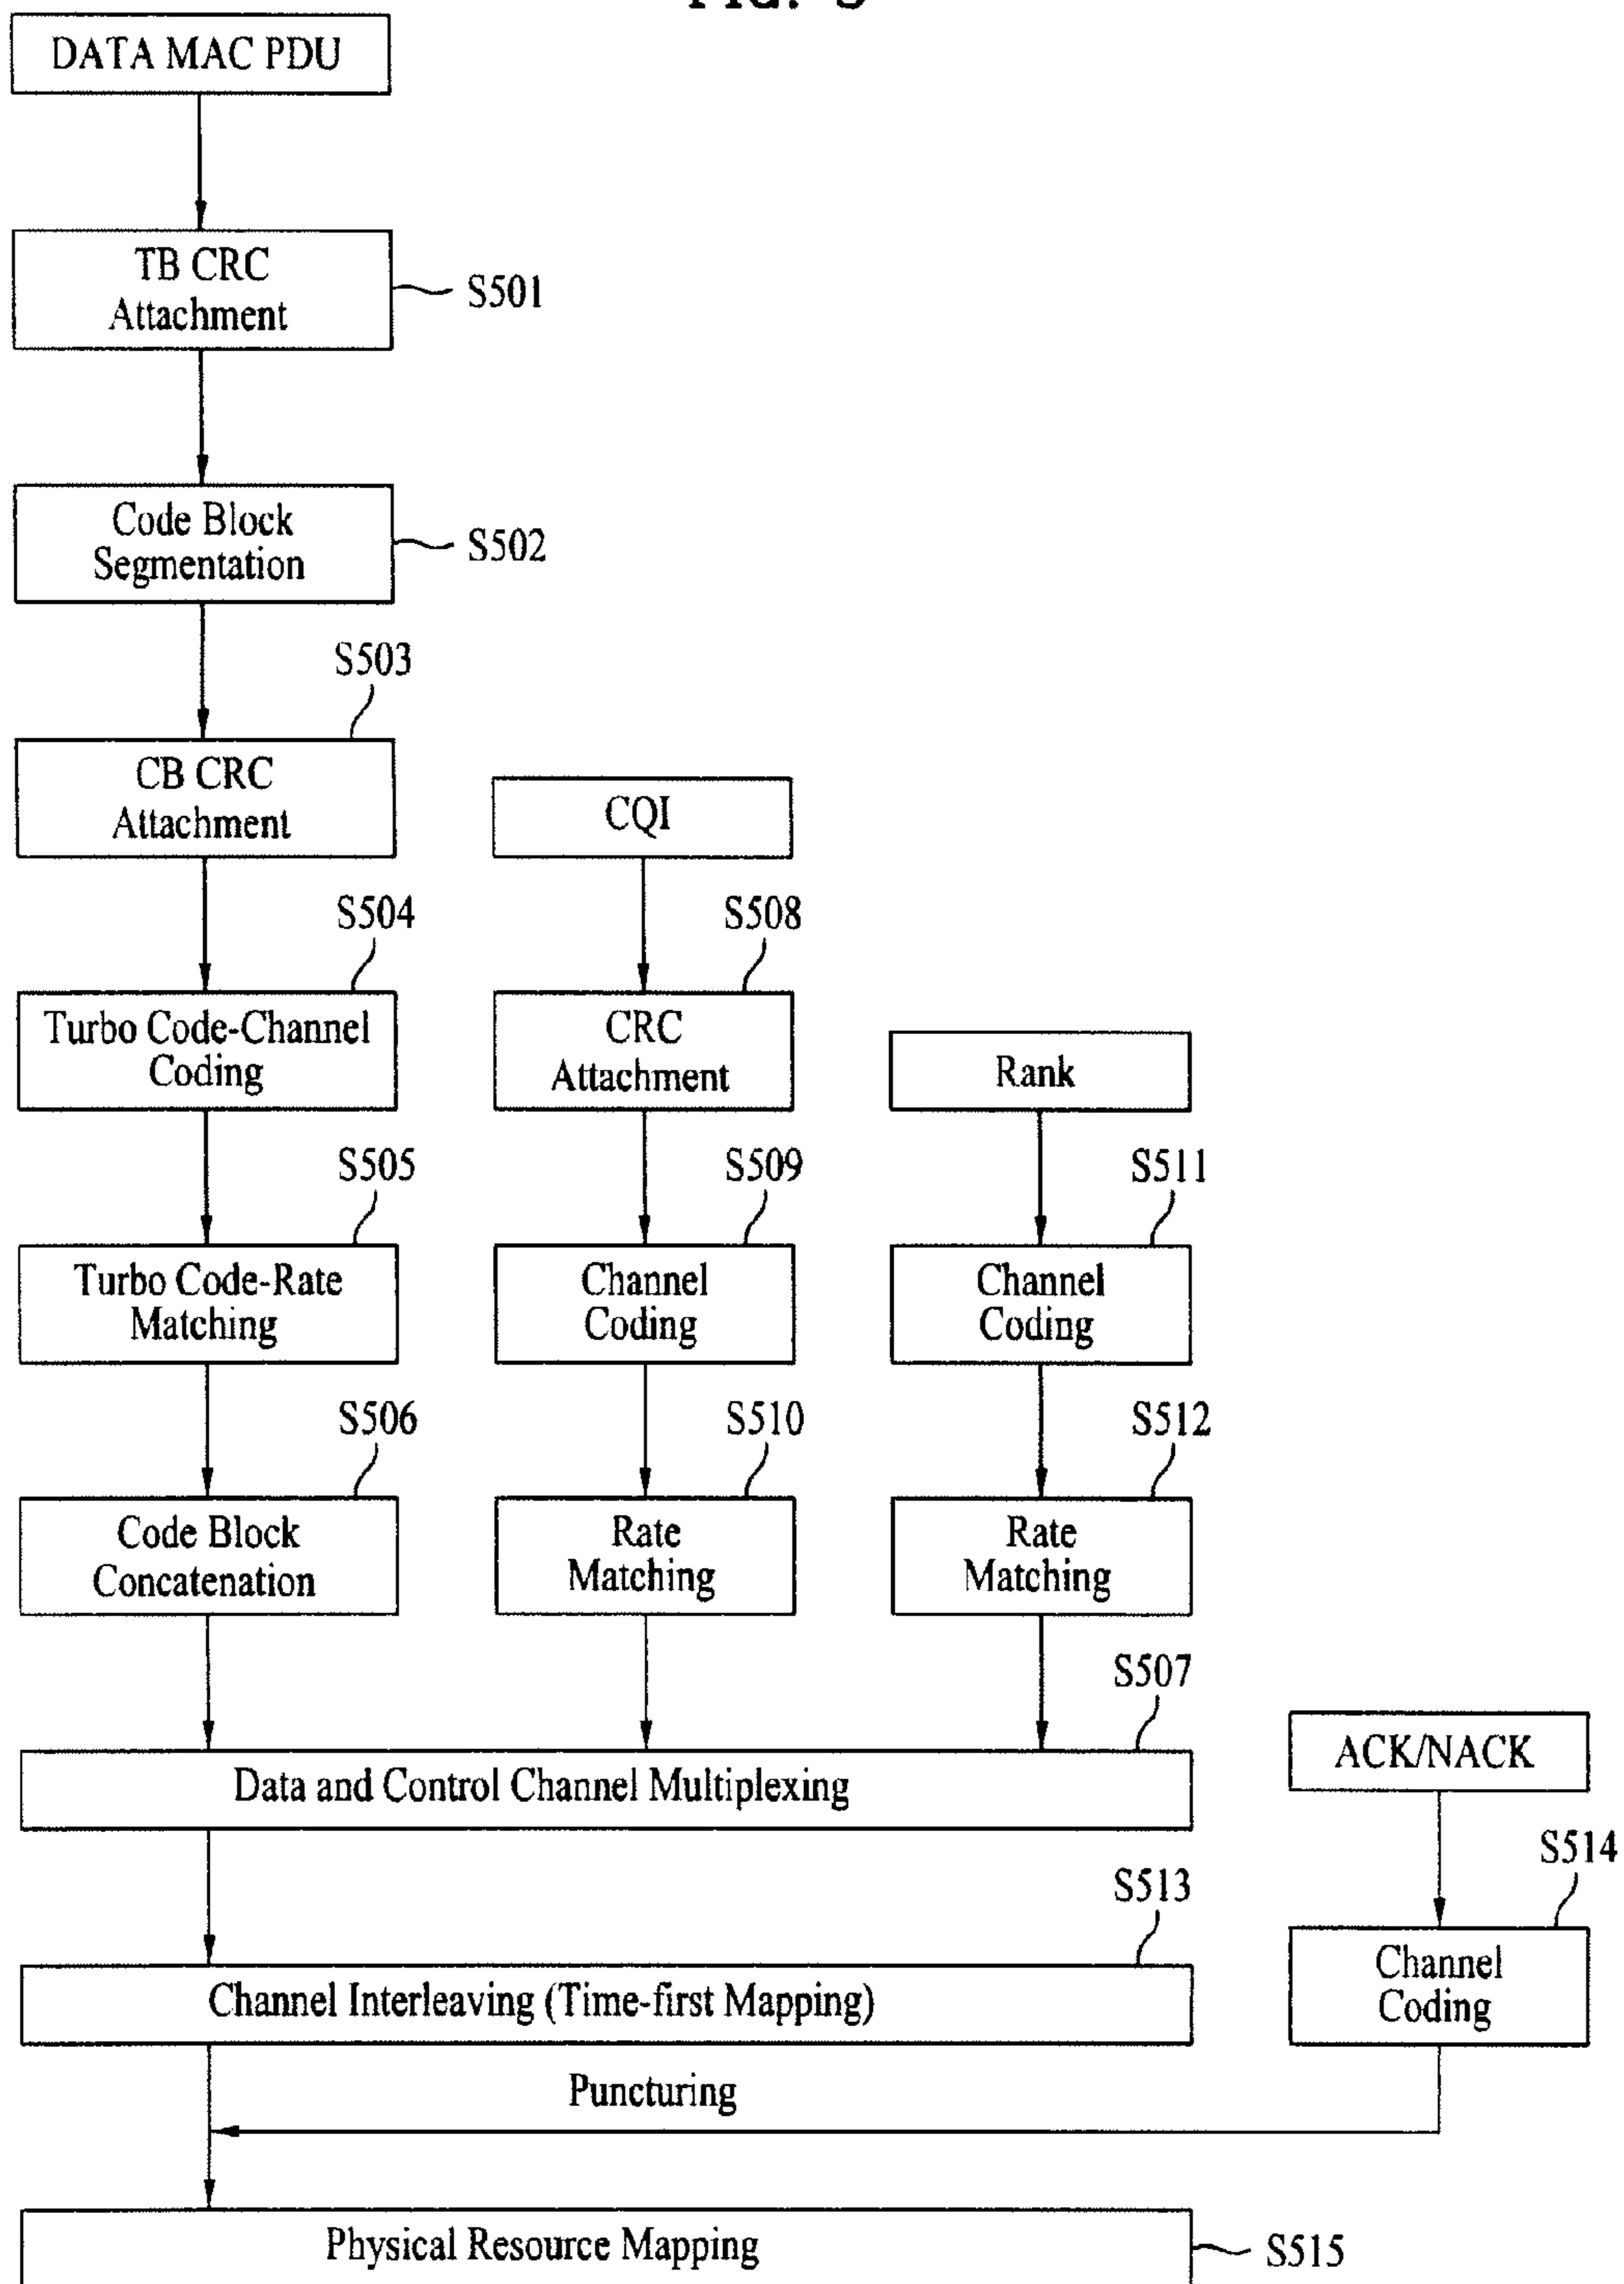 DATA MAC PDU
TB CRC
Attachment
S501
Code Block
Segmentation
S502
S503
CB CRC
Attachment
CQI
S504
S508
Turbo Code-Channel
Coding
CRC
Attachment
Rank
S505
S509
S511
Turbo Code-Rate
Matching
Channel
Coding
Channel
Coding
S506
S510
S512
Code Block
Concatenation
Rate
Matching
Rate
Matching
S507
Data and Control Channel Multiplexing
ACK/NACK
S514
S513
Channel Interleaving (Time-first Mapping)
Channel
Coding
Puncturing
Physical Resource Mapping
S515